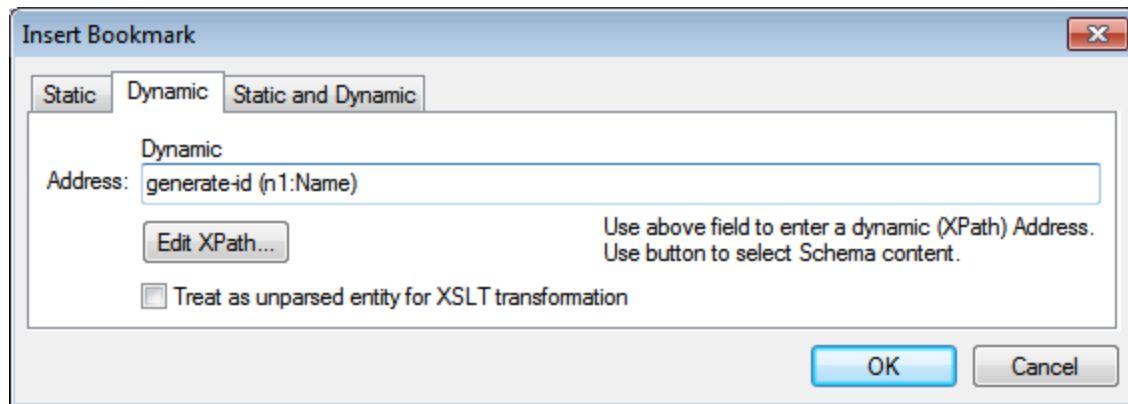 Insert Bookmark
Static Dynamic Static and Dynamic
Dynamic
Address: generate-id (n1:Name)
Edit XPath...
Use above field to enter a dynamic (XPath) Address.
Use button to select Schema content.
Treat as unparsed entity for XSLT transformation
OK Cancel